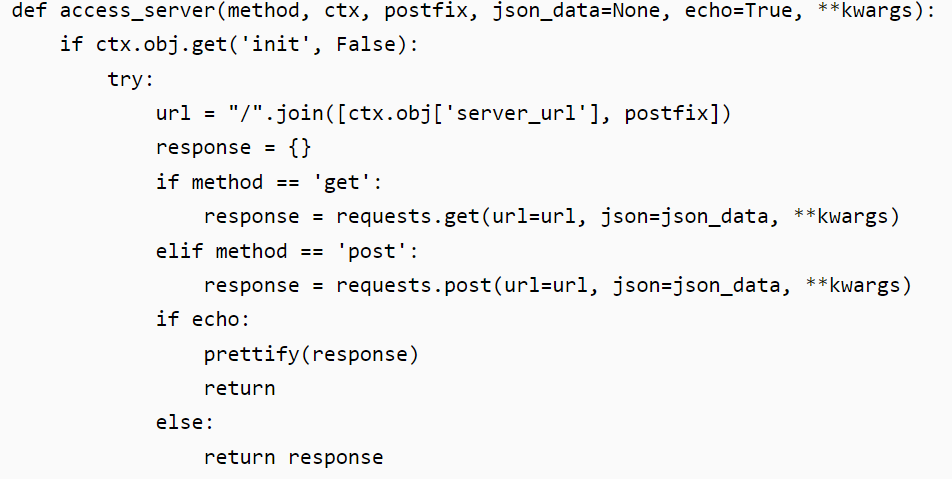 def access_server(method, ctx, postfix, json_data=None, echo=True, **kwargs):
    if ctx.obj.get('init', False):
        try:
            url = "/".join([ctx.obj['server_url'], postfix])
            response = {}
            if method == 'get':
                response = requests.get(url=url, json=json_data, **kwargs)
            elif method == 'post':
                response = requests.post(url=url, json=json_data, **kwargs)
            if echo:
                prettify(response)
                return
            else:
                return response